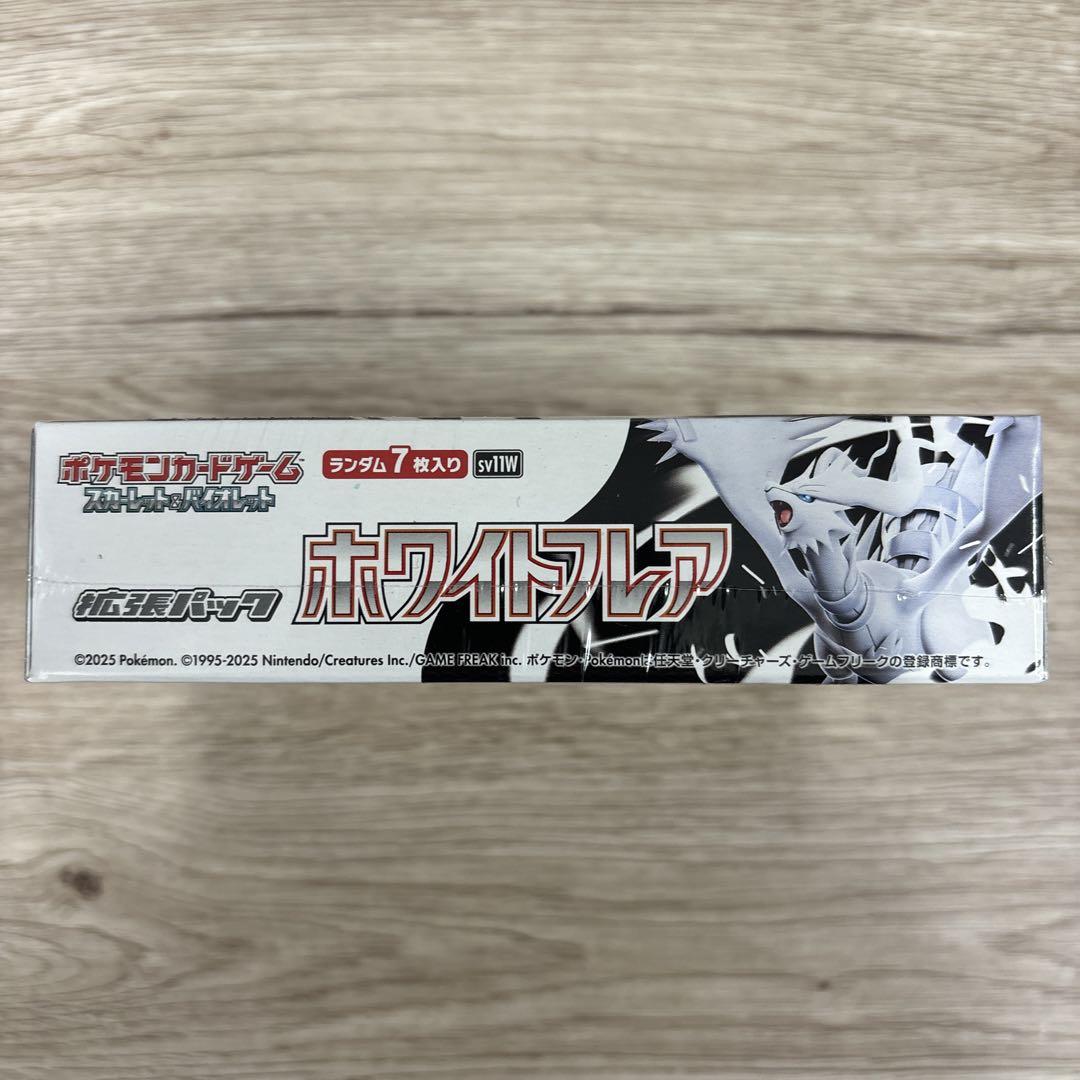 ポケモンカードゲーム™
スカーレット&バイオレット
ランダム7枚入り
sv11W
拡張パック
ホワイトフレア
©2025 Pokémon. ©1995-2025 Nintendo/Creatures Inc./GAME FREAK inc. ポケモン・Pokémonは任天堂・クリーチャーズ・ゲームフリークの登録商標です。